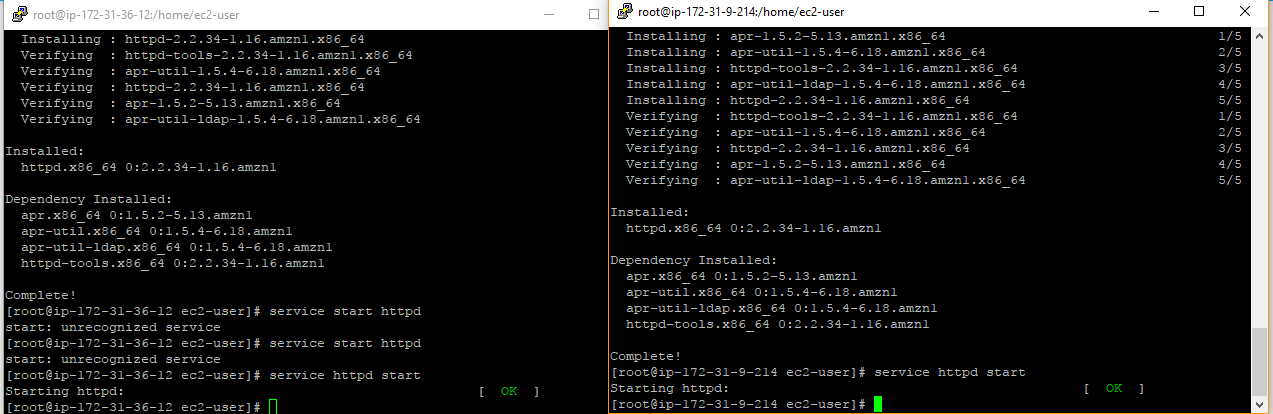 root@ip-172-31-36-12:/home/ec2-user
Installing : httpd-2.2.34-1.16.amzn1.x86_64
Verifying : httpd-tools-2.2.34-1.16.amzn1.x86_64
Verifying : apr-util-1.5.4-6.18.amzn1.x86_64
Verifying : httpd-2.2.34-1.16.amzn1.x86_64
Verifying : apr-1.5.2-5.13.amzn1.x86_64
Verifying : apr-util-ldap-1.5.4-6.18.amzn1.x86_64
Installed:
httpd.x86_64 0:2.2.34-1.16.amzn1
Dependency Installed:
apr.x86_64 0:1.5.2-5.13.amzn1
apr-util.x86_64 0:1.5.4-6.18.amzn1
apr-util-ldap.x86_64 0:1.5.4-6.18.amzn1
httpd-tools.x86_64 0:2.2.34-1.16.amzn1
Complete!
[root@ip-172-31-36-12 ec2-user]# service start httpd
start: unrecognized service
[root@ip-172-31-36-12 ec2-user]# service start httpd
start: unrecognized service
[root@ip-172-31-36-12 ec2-user]# service httpd start
Starting httpd: [ OK ]
[root@ip-172-31-36-12 ec2-user]#
root@ip-172-31-9-214:/home/ec2-user
Installing : apr-1.5.2-5.13.amzn1.x86_64 1/5
Installing : apr-util-1.5.4-6.18.amzn1.x86_64 2/5
Installing : httpd-tools-2.2.34-1.16.amzn1.x86_64 3/5
Installing : apr-util-ldap-1.5.4-6.18.amzn1.x86_64 4/5
Installing : httpd-2.2.34-1.16.amzn1.x86_64 5/5
Verifying : httpd-tools-2.2.34-1.16.amzn1.x86_64 1/5
Verifying : apr-util-1.5.4-6.18.amzn1.x86_64 2/5
Verifying : httpd-2.2.34-1.16.amzn1.x86_64 3/5
Verifying : apr-1.5.2-5.13.amzn1.x86_64 4/5
Verifying : apr-util-ldap-1.5.4-6.18.amzn1.x86_64 5/5
Installed:
httpd.x86_64 0:2.2.34-1.16.amzn1
Dependency Installed:
apr.x86_64 0:1.5.2-5.13.amzn1
apr-util.x86_64 0:1.5.4-6.18.amzn1
apr-util-ldap.x86_64 0:1.5.4-6.18.amzn1
httpd-tools.x86_64 0:2.2.34-1.16.amzn1
Complete!
[root@ip-172-31-9-214 ec2-user]# service httpd start
Starting httpd: [ OK ]
[root@ip-172-31-9-214 ec2-user]#